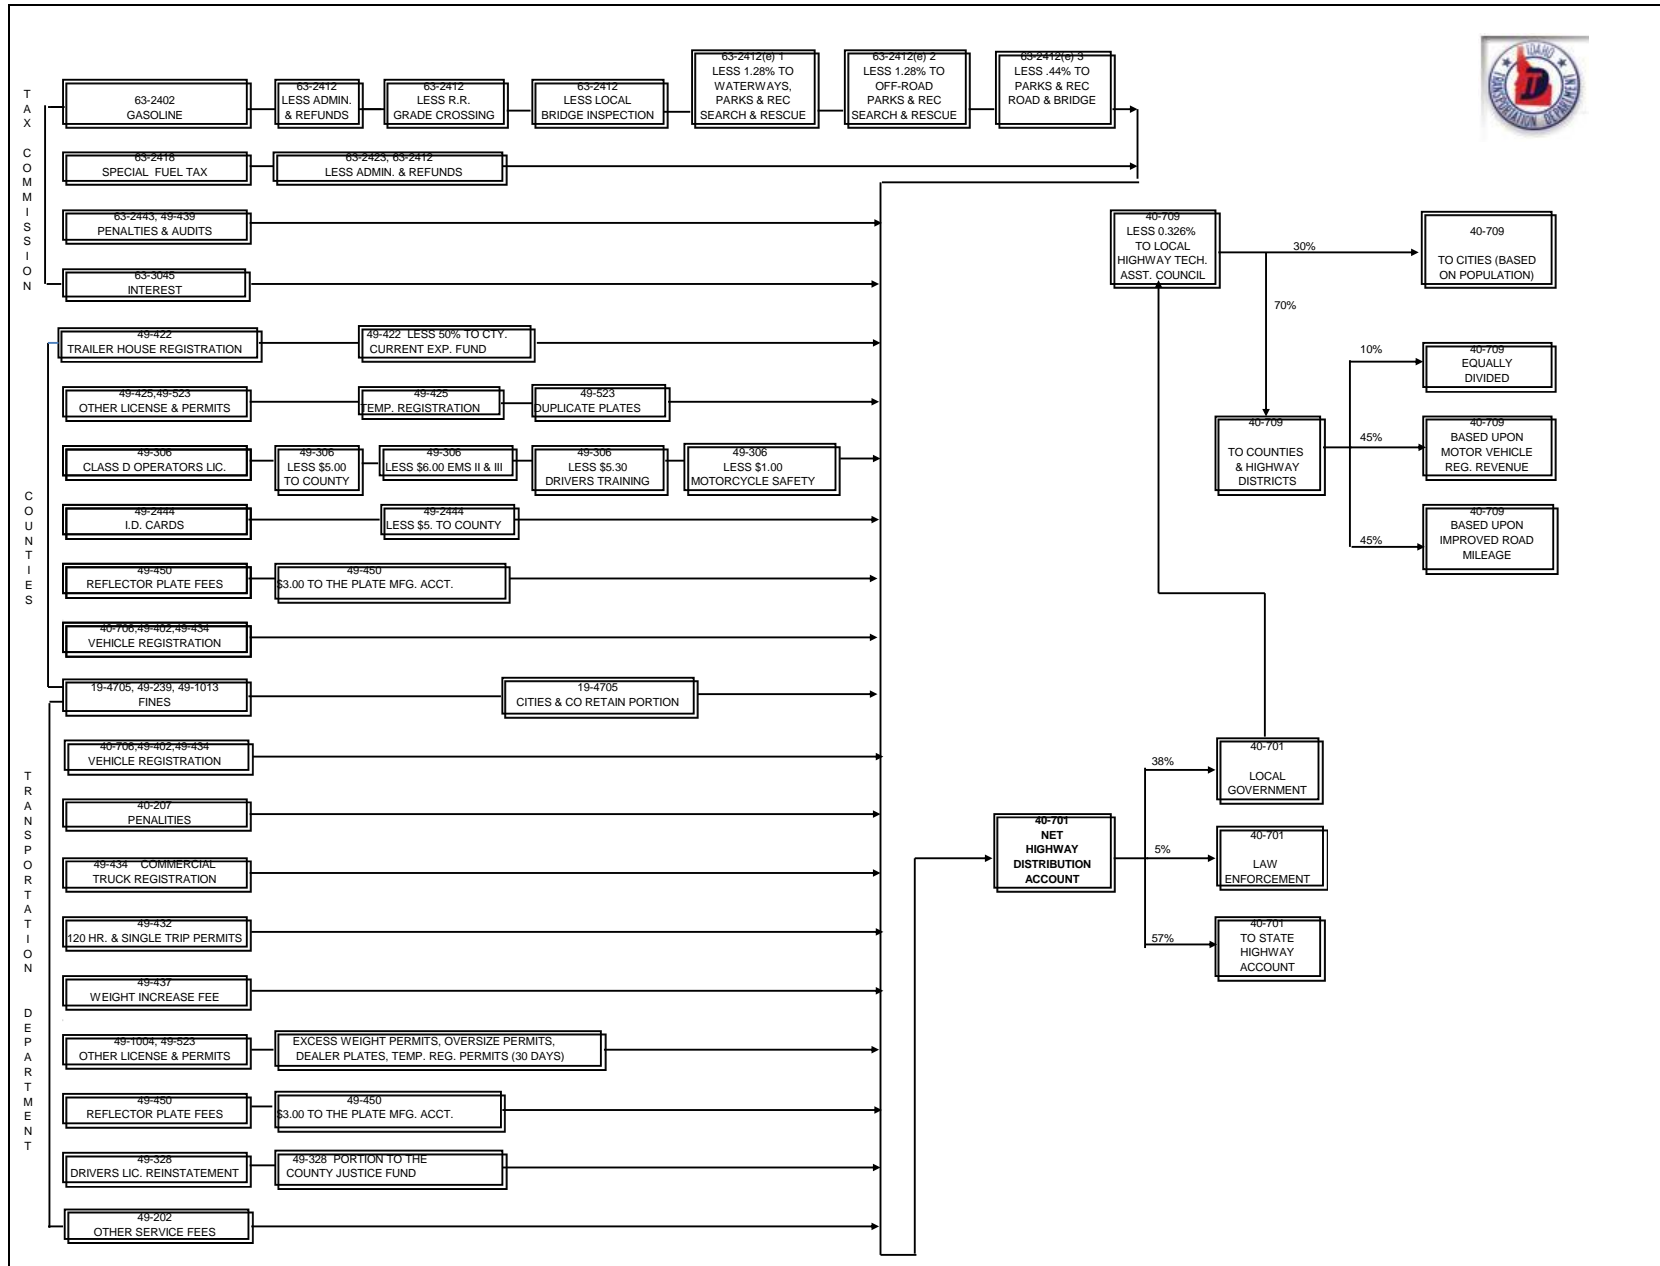 TAX COMMISSION
63-2402
GASOLINE
63-2412
LESS ADMIN.
& REFUNDS
63-2412
LESS R.R.
GRADE CROSSING
63-2412
LESS LOCAL
BRIDGE INSPECTION
63-2412(e) 1
LESS 1.28% TO
WATERWAYS,
PARKS & REC
SEARCH & RESCUE
63-2412(e) 2
LESS 1.28% TO
OFF-ROAD
PARKS & REC
SEARCH & RESCUE
63-2412(e) 3
LESS .44% TO
PARKS & REC
ROAD & BRIDGE
IDAHO
TRANSPORTATION DEPARTMENT
63-2418
SPECIAL FUEL TAX
63-2423, 63-2412
LESS ADMIN. & REFUNDS
63-2443, 49-439
PENALTIES & AUDITS
63-3045
INTEREST
COUNTIES
49-422
TRAILER HOUSE REGISTRATION
49-422 LESS 50% TO CTY.
CURRENT EXP. FUND
49-425,49-523
OTHER LICENSE & PERMITS
49-425
TEMP. REGISTRATION
49-523
DUPLICATE PLATES
49-306
CLASS D OPERATORS LIC.
49-306
LESS $5.00
TO COUNTY
49-306
LESS $6.00 EMS II & III
49-306
LESS $5.30
DRIVERS TRAINING
49-306
LESS $1.00
MOTORCYCLE SAFETY
49-2444
I.D. CARDS
49-2444
LESS $5. TO COUNTY
49-450
REFLECTOR PLATE FEES
49-450
$3.00 TO THE PLATE MFG. ACCT.
40-706,49-402,49-434
VEHICLE REGISTRATION
19-4705, 49-239, 49-1013
FINES
19-4705
CITIES & CO RETAIN PORTION
TRANSPORTATION DEPARTMENT
40-706,49-402,49-434
VEHICLE REGISTRATION
40-207
PENALITIES
49-434 COMMERCIAL
TRUCK REGISTRATION
49-432
120 HR. & SINGLE TRIP PERMITS
49-437
WEIGHT INCREASE FEE
49-1004, 49-523
OTHER LICENSE & PERMITS
EXCESS WEIGHT PERMITS, OVERSIZE PERMITS,
DEALER PLATES, TEMP. REG. PERMITS (30 DAYS)
49-450
REFLECTOR PLATE FEES
49-450
$3.00 TO THE PLATE MFG. ACCT.
49-328
DRIVERS LIC. REINSTATEMENT
49-328 PORTION TO THE
COUNTY JUSTICE FUND
49-202
OTHER SERVICE FEES
40-709
LESS 0.326%
TO LOCAL
HIGHWAY TECH.
ASST. COUNCIL
30%
40-709
TO CITIES (BASED
ON POPULATION)
70%
40-709
TO COUNTIES
& HIGHWAY
DISTRICTS
10%
40-709
EQUALLY
DIVIDED
45%
40-709
BASED UPON
MOTOR VEHICLE
REG. REVENUE
45%
40-709
BASED UPON
IMPROVED ROAD
MILEAGE
40-701
NET
HIGHWAY
DISTRIBUTION
ACCOUNT
38%
40-701
LOCAL
GOVERNMENT
5%
40-701
LAW
ENFORCEMENT
57%
40-701
TO STATE
HIGHWAY
ACCOUNT